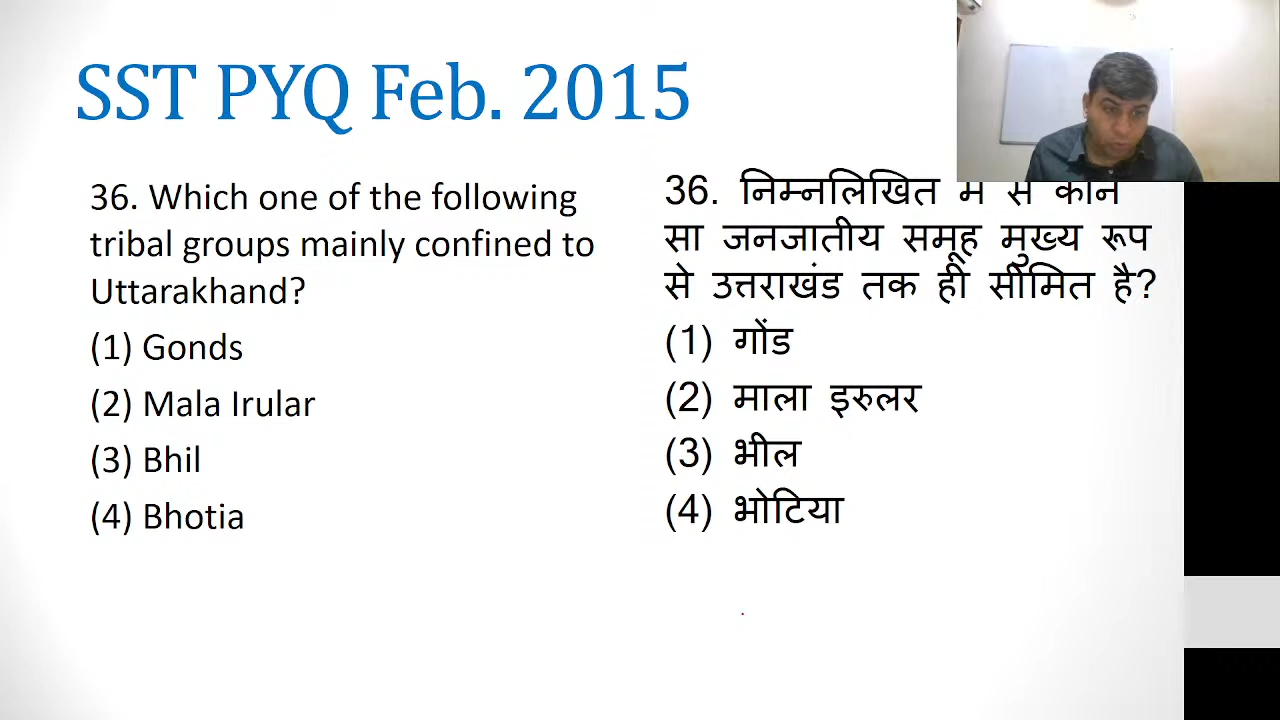 SST PYQ Feb. 2015
36. Which one of the following
tribal groups mainly confined to
Uttarakhand?
(1) Gonds
(2) Mala Irular
(3) Bhil
(4) Bhotia
36. निम्नलिखित में से कौन
सा जनजातीय समूह मुख्य रूप
से उत्तराखंड तक ही सीमित है?
(1) गोंड
(2) माला इरुलर
(3) भील
(4) भोटिया